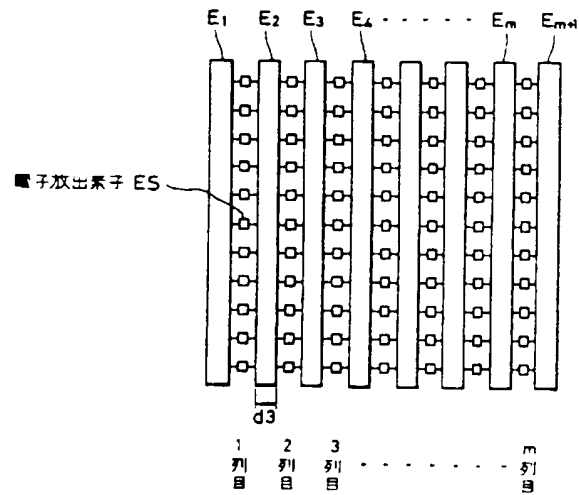 E1 E2 E3 E4 - - - - - - Em Em+1
電子放出素子 ES
d3
1列目 2列目 3列目 - - - - - - - - m列目